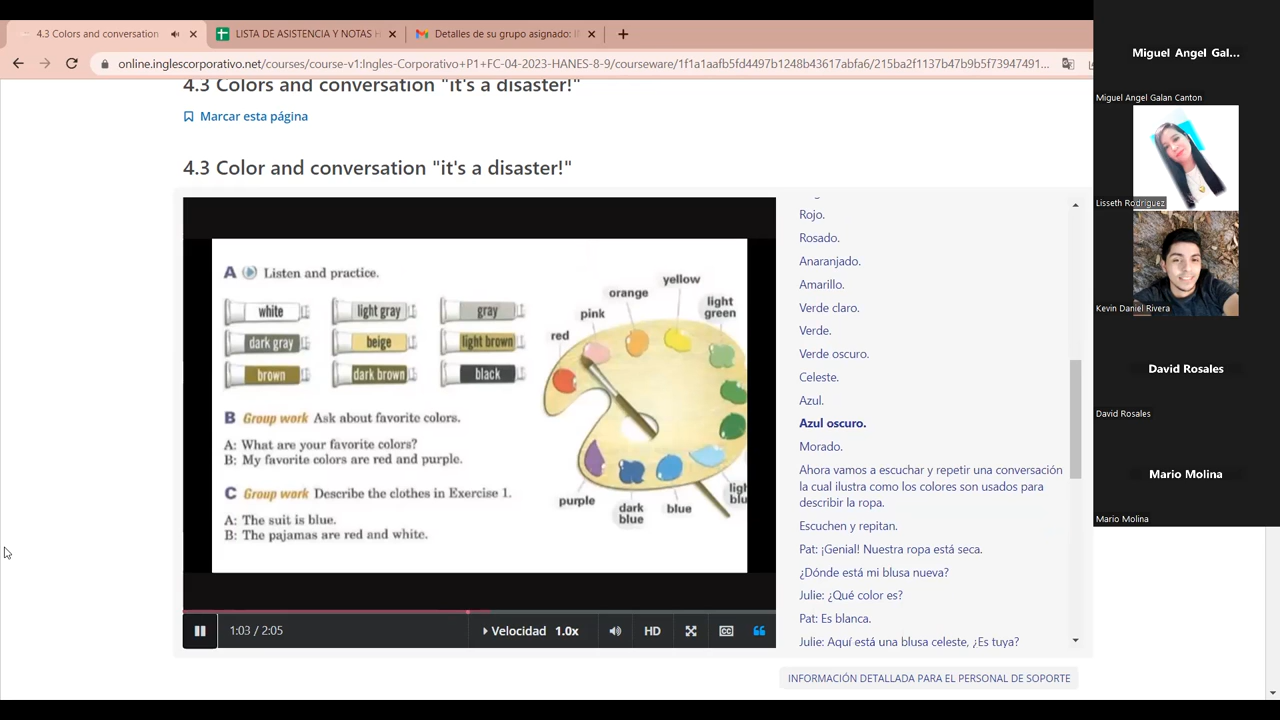 4.3 Colors and conversation
LISTA DE ASISTENCIA Y NOTAS
Detalles de su grupo asignado:
online.inglescorporativo.net/courses/course-v1:Ingles-Corporativo+P1+FC-04-2023-HANES-8-9/courseware/1f1a1aafb5fd4497b1248b43617abfa6/215ba2f1137b47b9b5f73947491...
4.3 Colors and conversation "it's a disaster!"
Marcar esta página
4.3 Color and conversation "it's a disaster!"
A Listen and practice.
white light gray gray
dark gray beige light brown
brown dark brown black
B Group work Ask about favorite colors.
A: What are your favorite colors?
B: My favorite colors are red and purple.
C Group work Describe the clothes in Exercise 1.
A: The suit is blue.
B: The pajamas are red and white.
red
pink
orange
yellow
light
green
purple
dark
blue
blue
1:03 / 2:05
Velocidad 1.0x
HD
CC
Rojo.
Rosado.
Anaranjado.
Amarillo.
Verde claro.
Verde.
Verde oscuro.
Celeste.
Azul.
Azul oscuro.
Morado.
Ahora vamos a escuchar y repetir una conversación
la cual ilustra como los colores son usados para
describir la ropa.
Escuchen y repitan.
Pat: ¡Genial! Nuestra ropa está seca.
¿Dónde está mi blusa nueva?
Julie: ¿Qué color es?
Pat: Es blanca.
Julie: Aquí está una blusa celeste, ¿Es tuya?
INFORMACIÓN DETALLADA PARA EL PERSONAL DE SOPORTE
Miguel Angel Gal...
Miguel Angel Galan Canton
Lisseth Rodriguez
Kevin Daniel Rivera
David Rosales
David Rosales
Mario Molina
Mario Molina